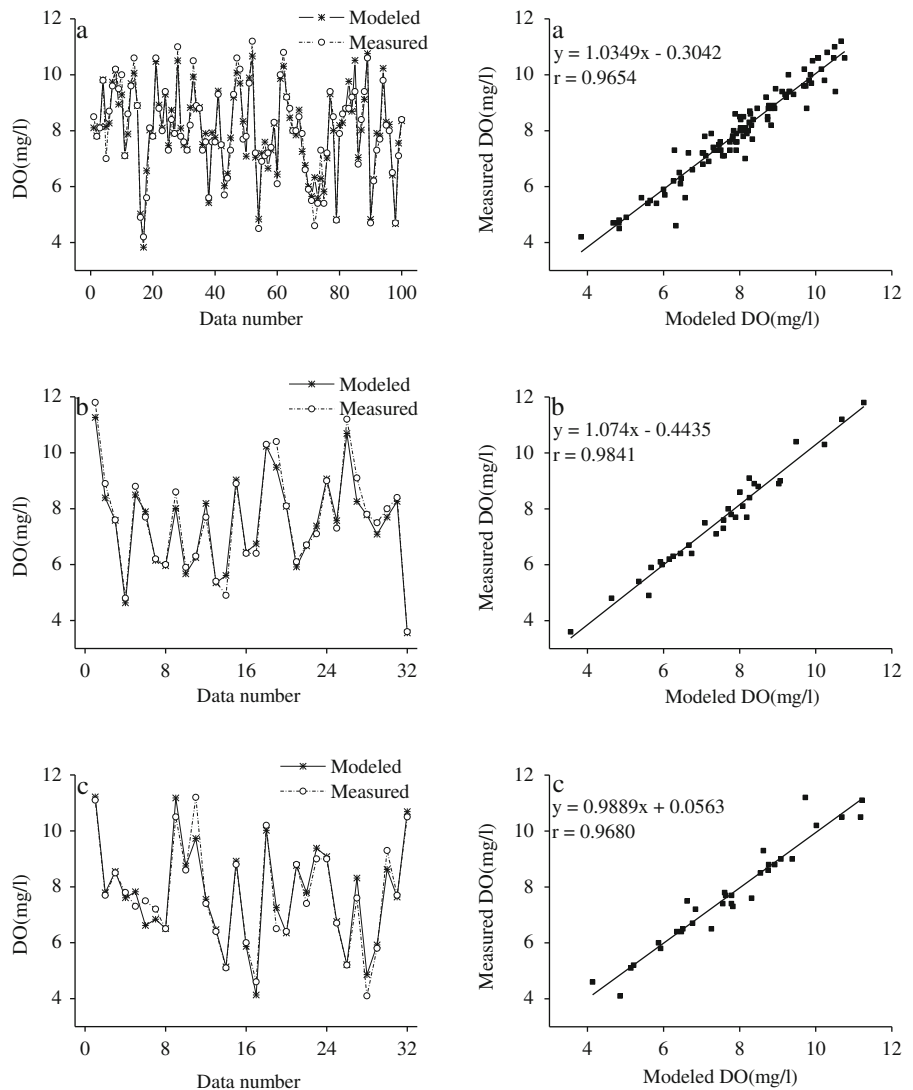 a
Modeled
Measured
12
10
8
6
4
DO(mg/l)
0 20 40 60 80 100
Data number
a
y = 1.0349x - 0.3042
r = 0.9654
12
10
8
6
4
Measured DO(mg/l)
4 6 8 10 12
Modeled DO(mg/l)
b
Modeled
Measured
12
10
8
6
4
DO(mg/l)
0 8 16 24 32
Data number
b
y = 1.074x - 0.4435
r = 0.9841
12
10
8
6
4
Measured DO(mg/l)
4 6 8 10 12
Modeled DO(mg/l)
c
Modeled
Measured
12
10
8
6
4
DO(mg/l)
0 8 16 24 32
Data number
c
y = 0.9889x + 0.0563
r = 0.9680
12
10
8
6
4
Measured DO(mg/l)
4 6 8 10 12
Modeled DO(mg/l)